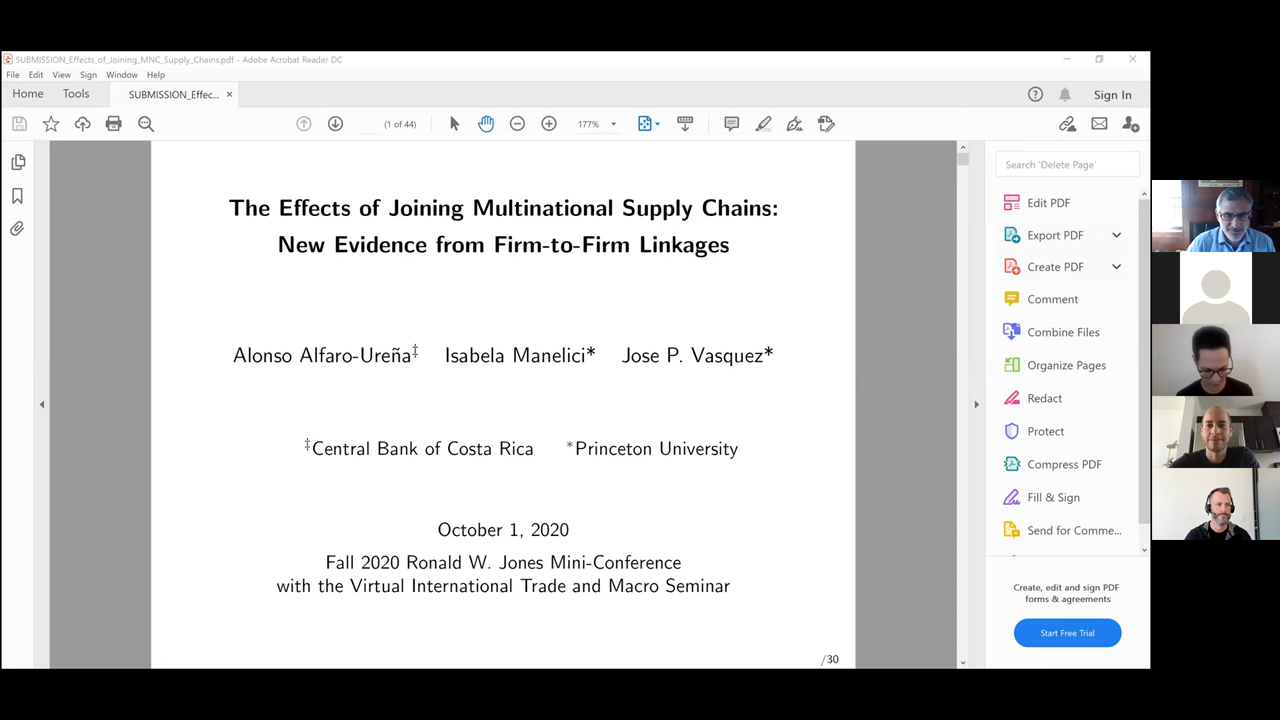 SUBMISSION_Effects_of_Joining_MNC_Supply_Chains.pdf - Adobe Acrobat Reader DC
File Edit View Sign Window Help
Home Tools SUBMISSION_Effec... × Sign In
(1 of 44) 177%
The Effects of Joining Multinational Supply Chains:
New Evidence from Firm-to-Firm Linkages
Alonso Alfaro-Ureña‡ Isabela Manelici* Jose P. Vasquez*
‡Central Bank of Costa Rica *Princeton University
October 1, 2020
Fall 2020 Ronald W. Jones Mini-Conference
with the Virtual International Trade and Macro Seminar
/30
Search 'Delete Page'
Edit PDF
Export PDF
Create PDF
Comment
Combine Files
Organize Pages
Redact
Protect
Compress PDF
Fill & Sign
Send for Comme...
Create, edit and sign PDF
forms & agreements
Start Free Trial